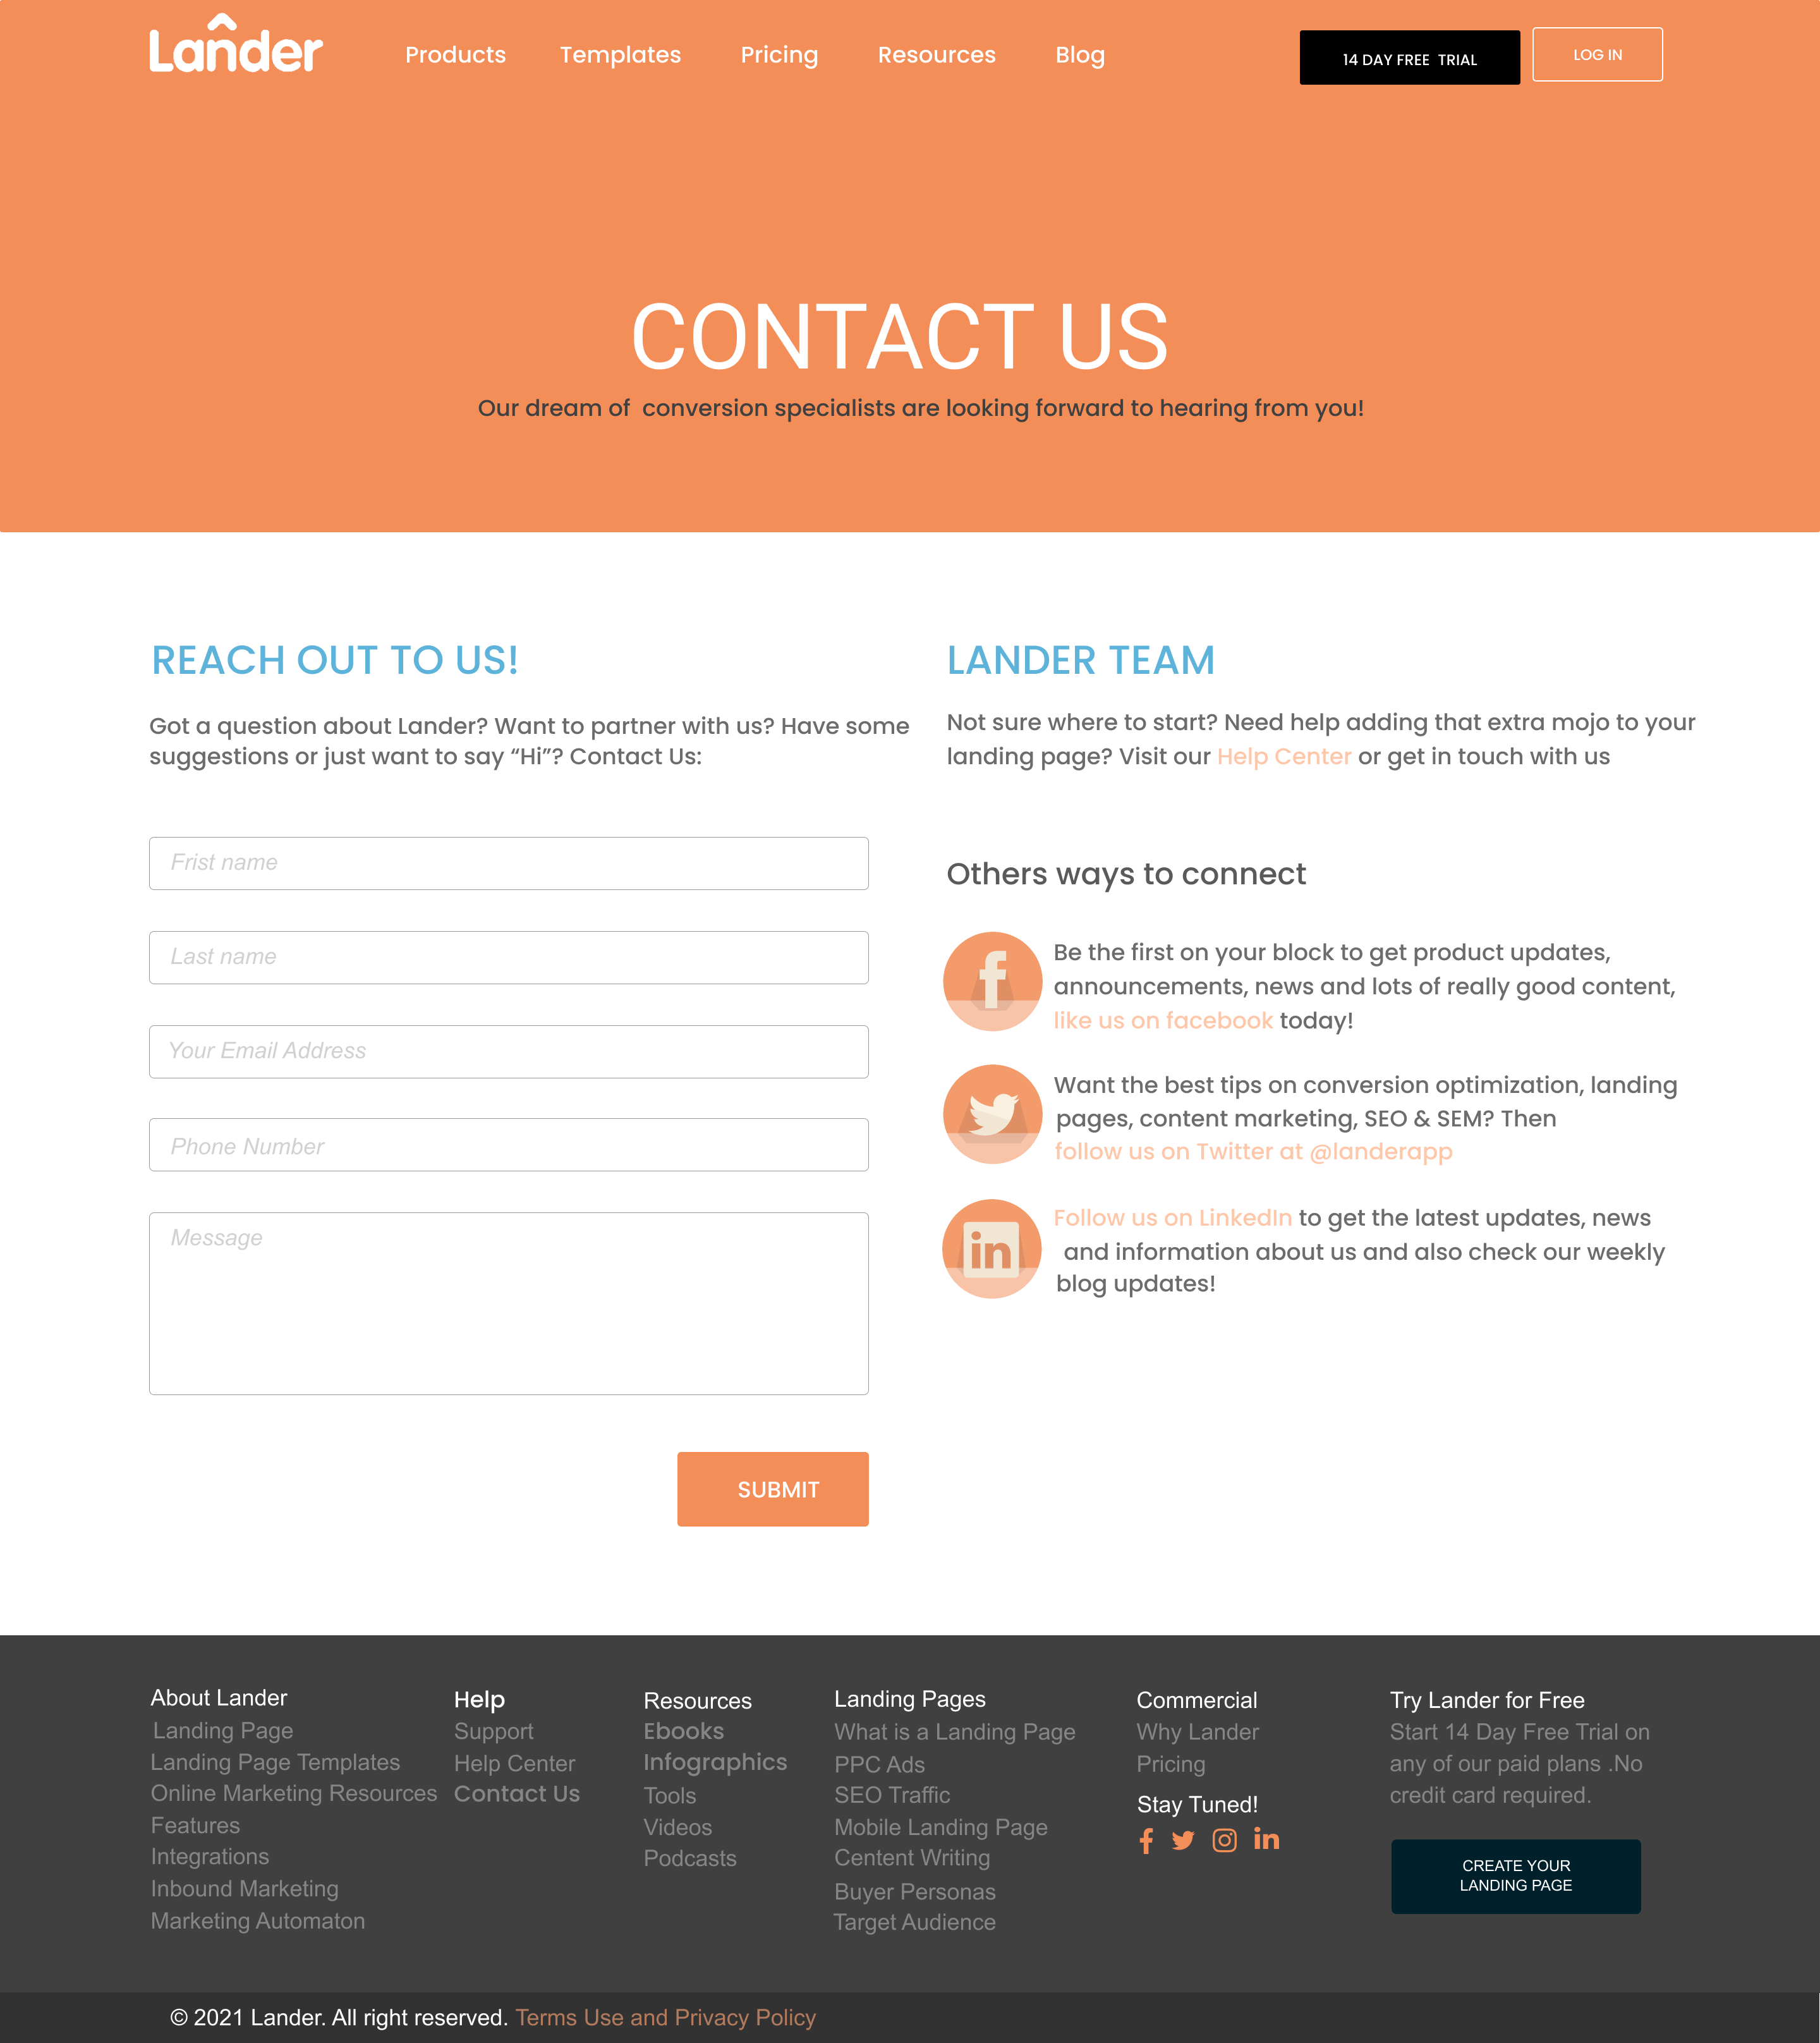 Lander
Products Templates Pricing Resources Blog
14 DAY FREE TRIAL
LOG IN
CONTACT US
Our dream of conversion specialists are looking forward to hearing from you!
REACH OUT TO US!
Got a question about Lander? Want to partner with us? Have some
suggestions or just want to say “Hi”? Contact Us:
Frist name
Last name
Your Email Address
Phone Number
Message
SUBMIT
LANDER TEAM
Not sure where to start? Need help adding that extra mojo to your
landing page? Visit our Help Center or get in touch with us
Others ways to connect
Be the first on your block to get product updates,
announcements, news and lots of really good content,
like us on facebook today!
Want the best tips on conversion optimization, landing
pages, content marketing, SEO & SEM? Then
follow us on Twitter at @landerapp
in
Follow us on LinkedIn to get the latest updates, news
and information about us and also check our weekly
blog updates!
About Lander
Landing Page
Landing Page Templates
Online Marketing Resources
Features
Integrations
Inbound Marketing
Marketing Automaton
Help
Support
Help Center
Contact Us
Resources
Ebooks
Infographics
Tools
Videos
Podcasts
Landing Pages
What is a Landing Page
PPC Ads
SEO Traffic
Mobile Landing Page
Centent Writing
Buyer Personas
Target Audience
Commercial
Why Lander
Pricing
Stay Tuned!
in
Try Lander for Free
Start 14 Day Free Trial on
any of our paid plans .No
credit card required.
CREATE YOUR
LANDING PAGE
© 2021 Lander. All right reserved. Terms Use and Privacy Policy